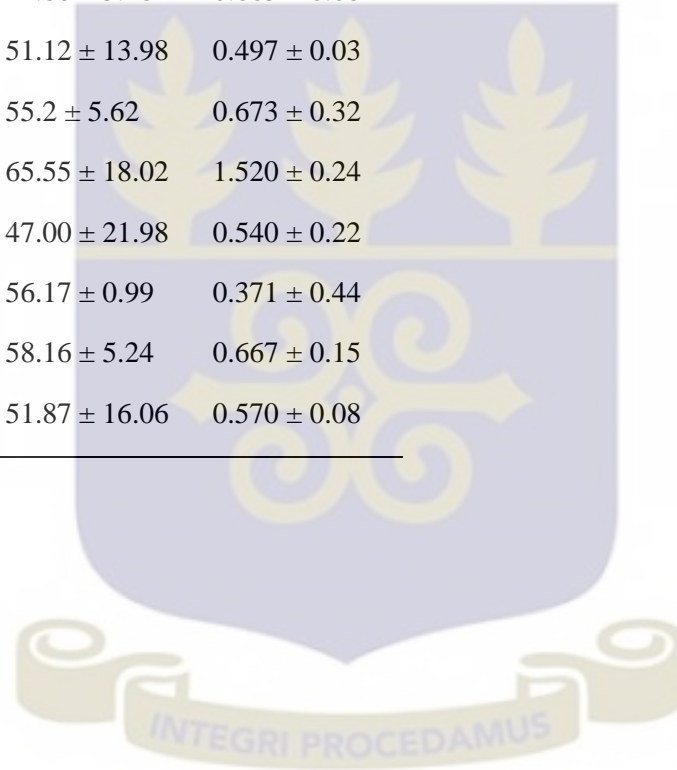 51.12 ± 13.98 0.497 ± 0.03
55.2 ± 5.62 0.673 ± 0.32
65.55 ± 18.02 1.520 ± 0.24
47.00 ± 21.98 0.540 ± 0.22
56.17 ± 0.99 0.371 ± 0.44
58.16 ± 5.24 0.667 ± 0.15
51.87 ± 16.06 0.570 ± 0.08
INTEGRI PROCEDAMUS